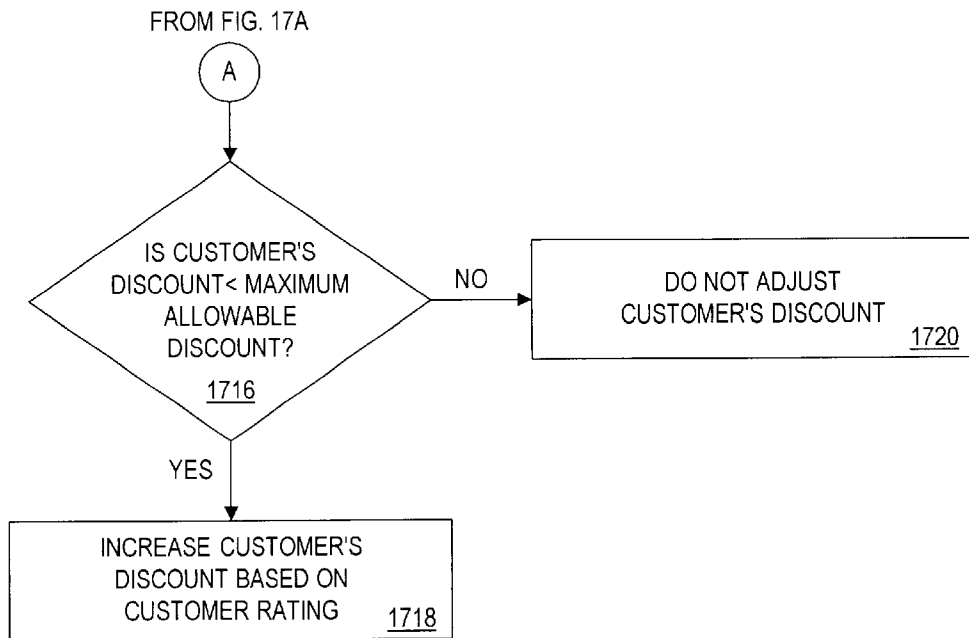 FROM FIG. 17A
A
IS CUSTOMER'S
DISCOUNT< MAXIMUM
ALLOWABLE
DISCOUNT?
1716
NO
DO NOT ADJUST
CUSTOMER'S DISCOUNT
1720
YES
INCREASE CUSTOMER'S
DISCOUNT BASED ON
CUSTOMER RATING
1718